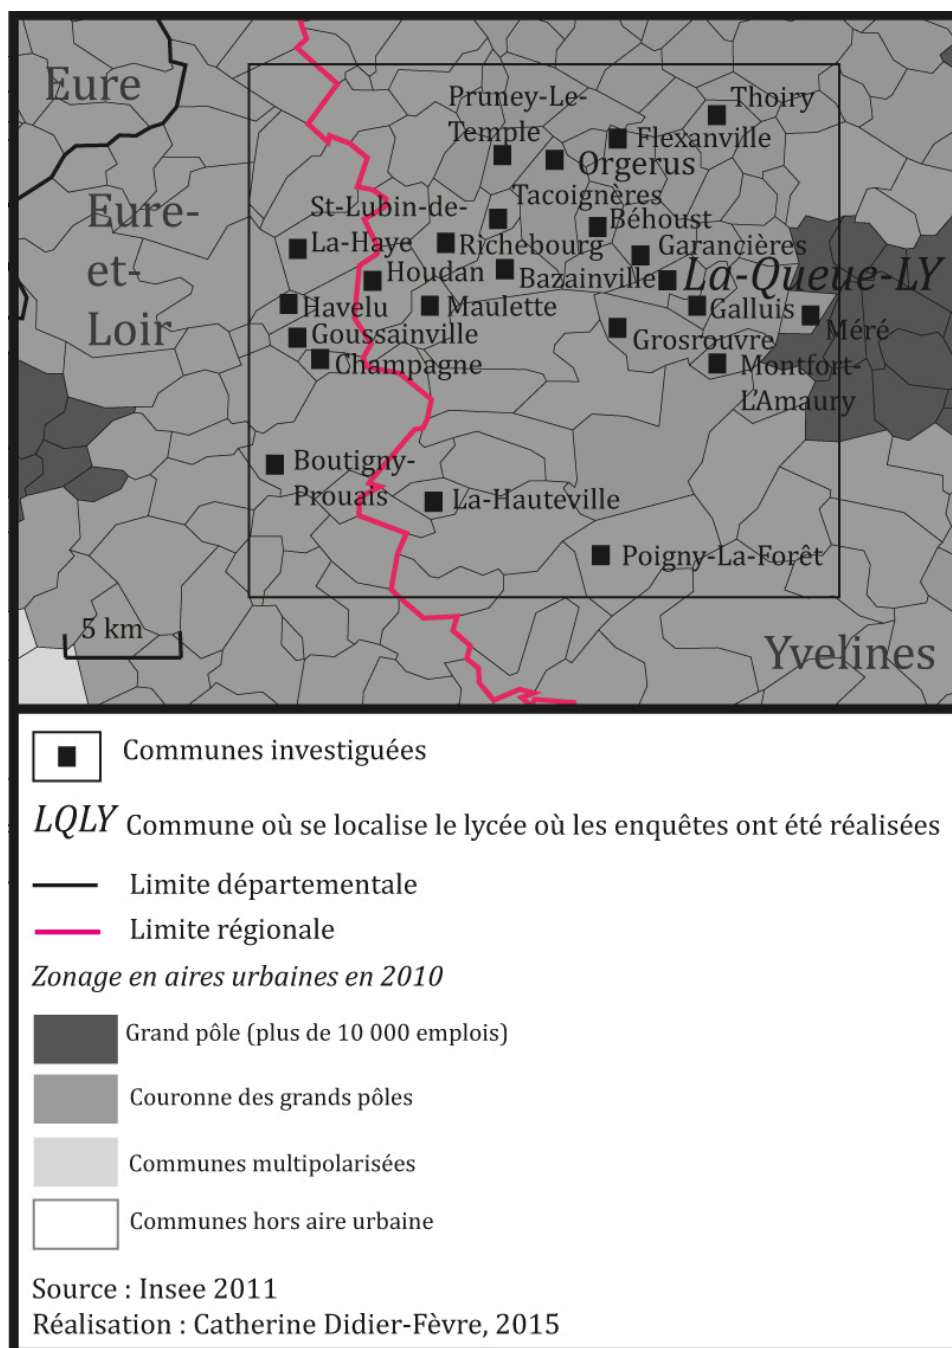 Eure
Pruney-Le-
Temple
Thoiry
Flexanville
Orgerus
Eure-
et-
Loir
St-Lubin-de-
La-Haye
Tacoignères
Béhoust
Richebourg
Garancières
Houdan
Bazainville
La-Queue-LY
Havelu
Maulette
Galluis
Méré
Goussainville
Grosrouvre
Champagne
Montfort-
L'Amaury
Boutigny-
Prouais
La-Hauteville
Poigny-La-Forêt
5 km
Yvelines
Communes investiguées
LQLY Commune où se localise le lycée où les enquêtes ont été réalisées
Limite départementale
Limite régionale
Zonage en aires urbaines en 2010
Grand pôle (plus de 10 000 emplois)
Couronne des grands pôles
Communes multipolarisées
Communes hors aire urbaine
Source : Insee 2011
Réalisation : Catherine Didier-Fèvre, 2015